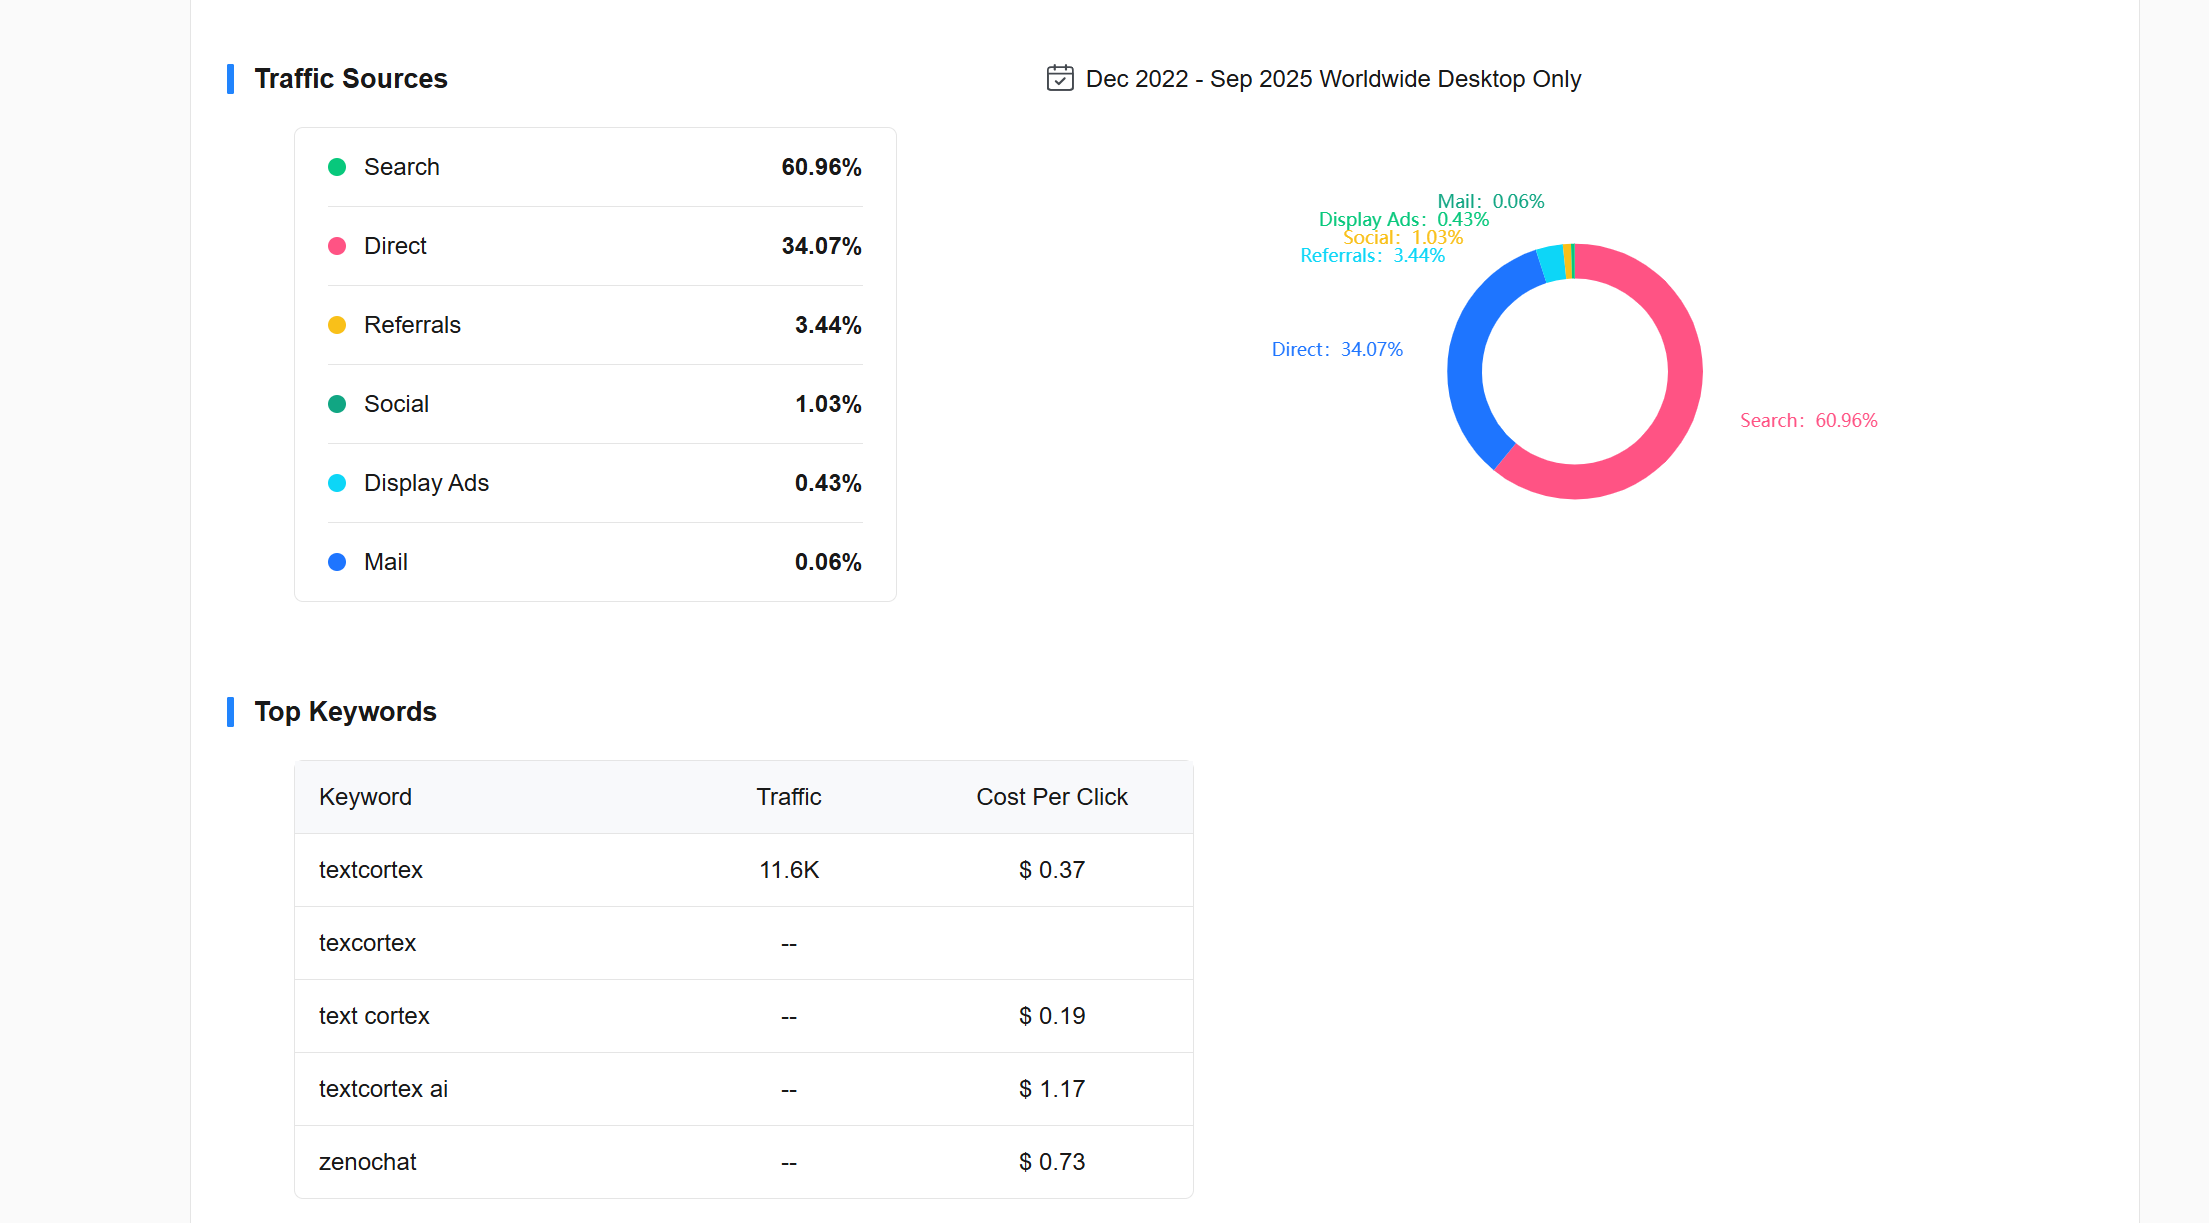 Traffic Sources
Dec 2022 - Sep 2025 Worldwide Desktop Only
Search 60.96%
Direct 34.07%
Referrals 3.44%
Social 1.03%
Display Ads 0.43%
Mail 0.06%
Mail: 0.06%
Display Ads: 0.43%
Social: 1.03%
Referrals: 3.44%
Direct: 34.07%
Search: 60.96%
Top Keywords
Keyword Traffic Cost Per Click
textcortex 11.6K $ 0.37
texcortex --
text cortex -- $ 0.19
textcortex ai -- $ 1.17
zenochat -- $ 0.73